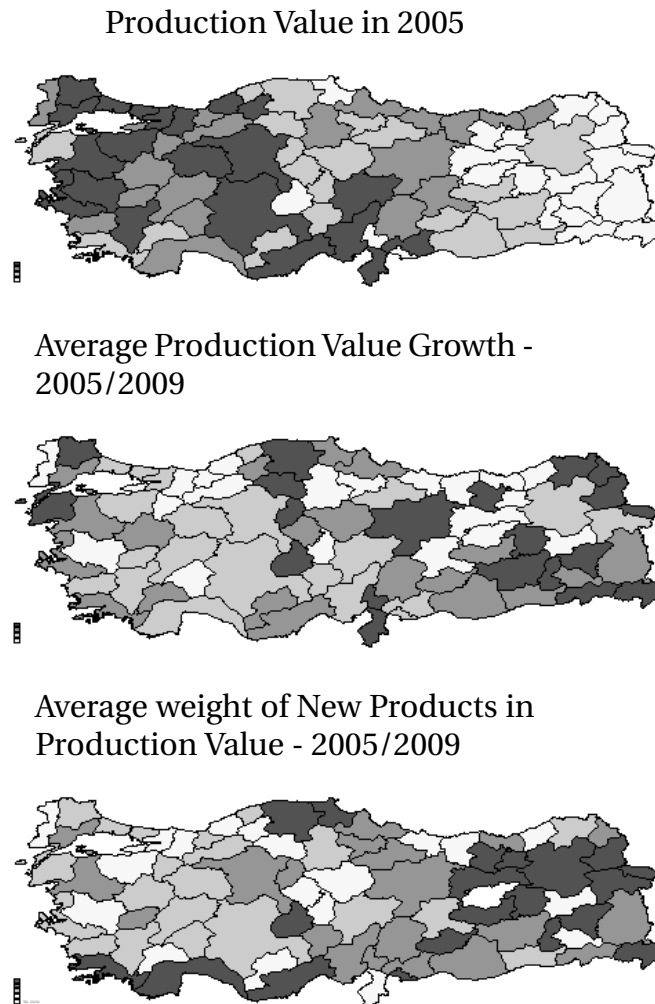 Production Value in 2005
Average Production Value Growth -
2005/2009
Average weight of New Products in
Production Value - 2005/2009